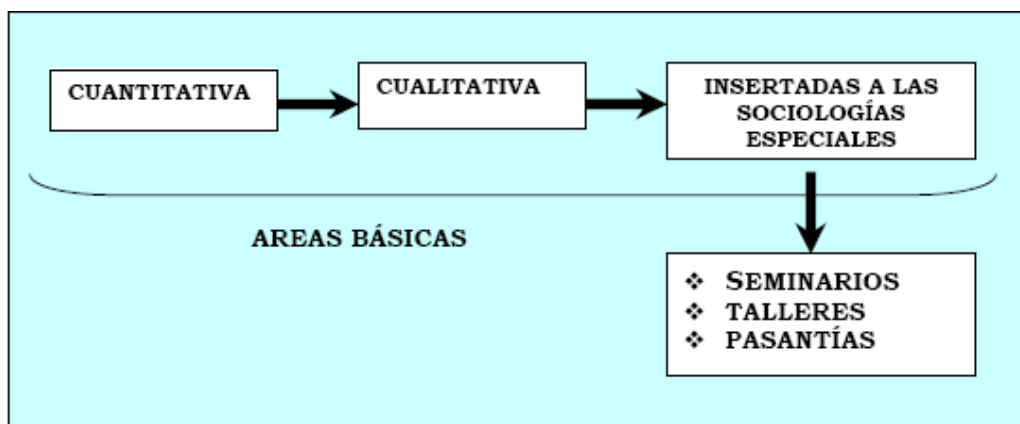 CUANTITATIVA
CUALITATIVA
INSERTADAS A LAS
SOCIOLOGÍAS
ESPECIALES
AREAS BÁSICAS
❖ SEMINARIOS
❖ TALLERES
❖ PASANTÍAS